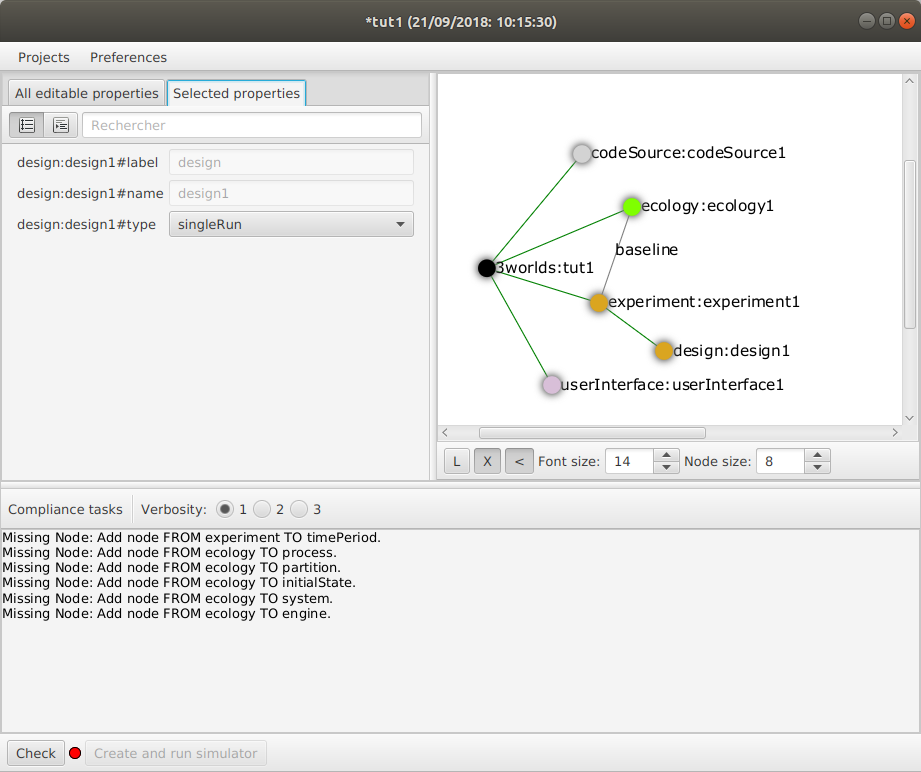 *tut1 (21/09/2018: 10:15:30)
Projects Preferences
All editable properties Selected properties
Rechercher
design:design1#label design
design:design1#name design1
design:design1#type singleRun
codeSource:codeSource1
ecology:ecology1
baseline
3worlds:tut1
experiment:experiment1
design:design1
userInterface:userInterface1
L X < Font size: 14 Node size: 8
Compliance tasks Verbosity: 1 2 3
Missing Node: Add node FROM experiment TO timePeriod.
Missing Node: Add node FROM ecology TO process.
Missing Node: Add node FROM ecology TO partition.
Missing Node: Add node FROM ecology TO initialState.
Missing Node: Add node FROM ecology TO system.
Missing Node: Add node FROM ecology TO engine.
Check Create and run simulator